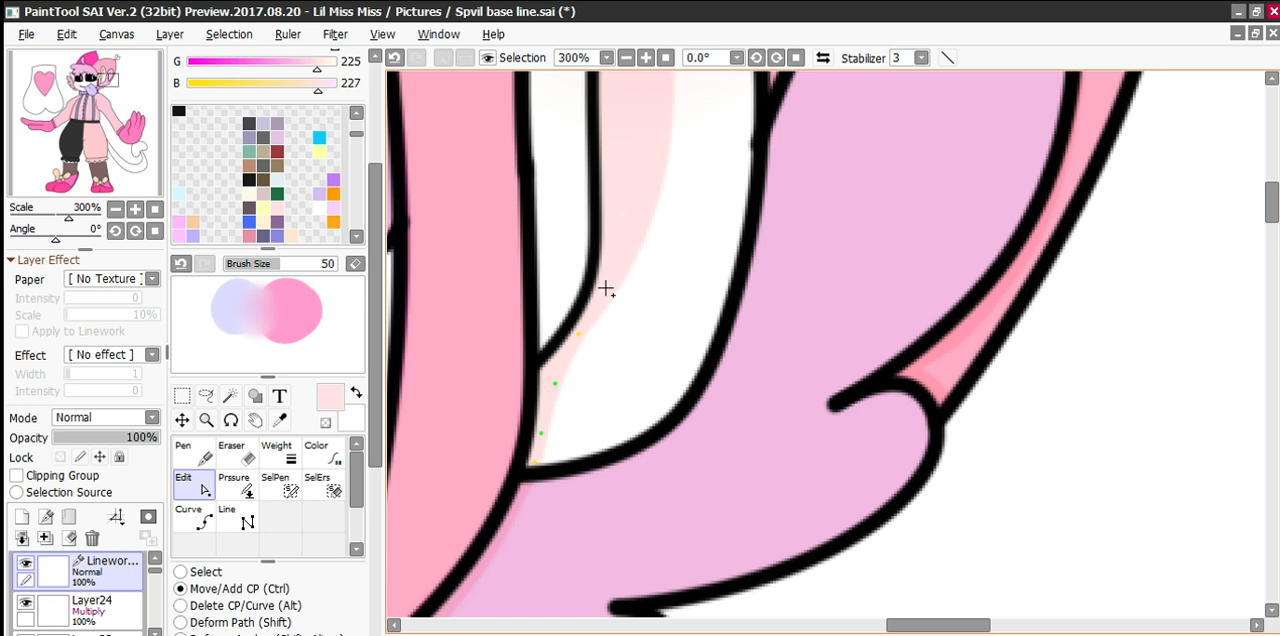 PaintTool SAI Ver.2 (32bit) Preview.2017.08.20 - Lil Miss Miss / Pictures / Spvil base line.sai (*)
File Edit Canvas Layer Selection Ruler Filter View Window Help
G 225
B 227
Selection 300% 0.0° Stabilizer 3
Scale 300%
Angle 0°
Brush Size 50
Layer Effect
Paper [ No Texture ]
Intensity 0
Scale 10%
Apply to Linework
Effect [ No effect ]
Width 1
Intensity 0
Mode Normal
Opacity 100%
Lock
Clipping Group
Selection Source
T
Pen Eraser Weight Color
Edit Prssure SelPen SelErs
Curve Line
Linewor...
Normal
100%
Layer24
Multiply
100%
Select
Move/Add CP (Ctrl)
Delete CP/Curve (Alt)
Deform Path (Shift)